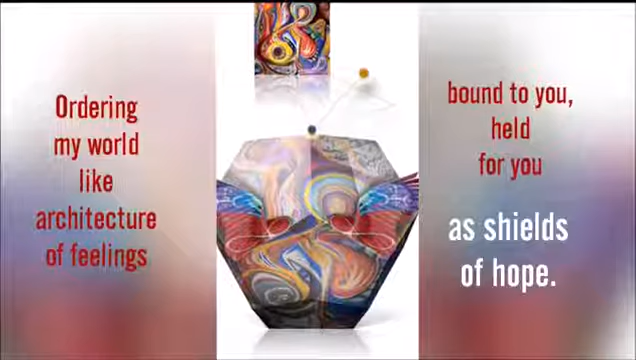 Ordering
my world
like
architecture
of feelings
bound to you,
held
for you
as shields
of hope.